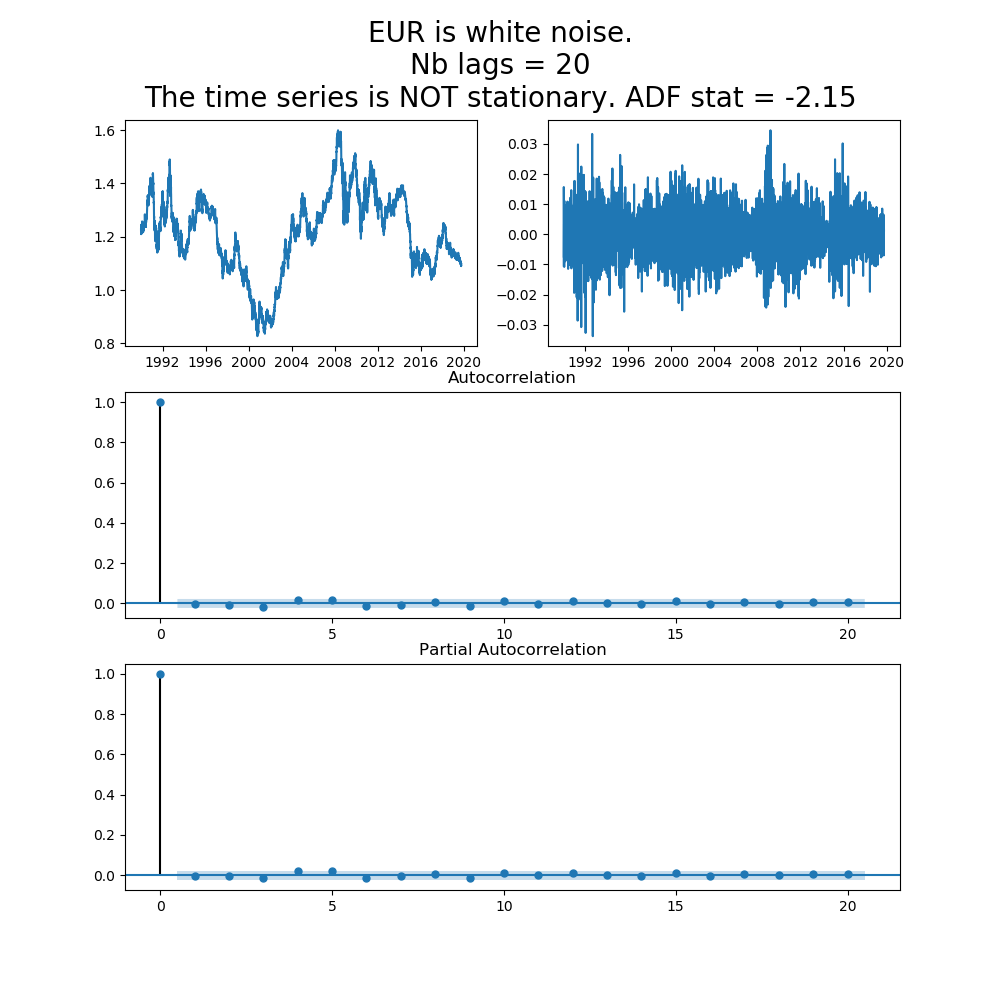 EUR is white noise.
Nb lags = 20
The time series is NOT stationary. ADF stat = -2.15
1.6
1.4
1.2
1.0
0.8
1992 1996 2000 2004 2008 2012 2016 2020
0.03
0.02
0.01
0.00
−0.01
−0.02
−0.03
1992 1996 2000 2004 2008 2012 2016 2020
Autocorrelation
1.0
0.8
0.6
0.4
0.2
0.0
0 5 10 15 20
Partial Autocorrelation
1.0
0.8
0.6
0.4
0.2
0.0
0 5 10 15 20